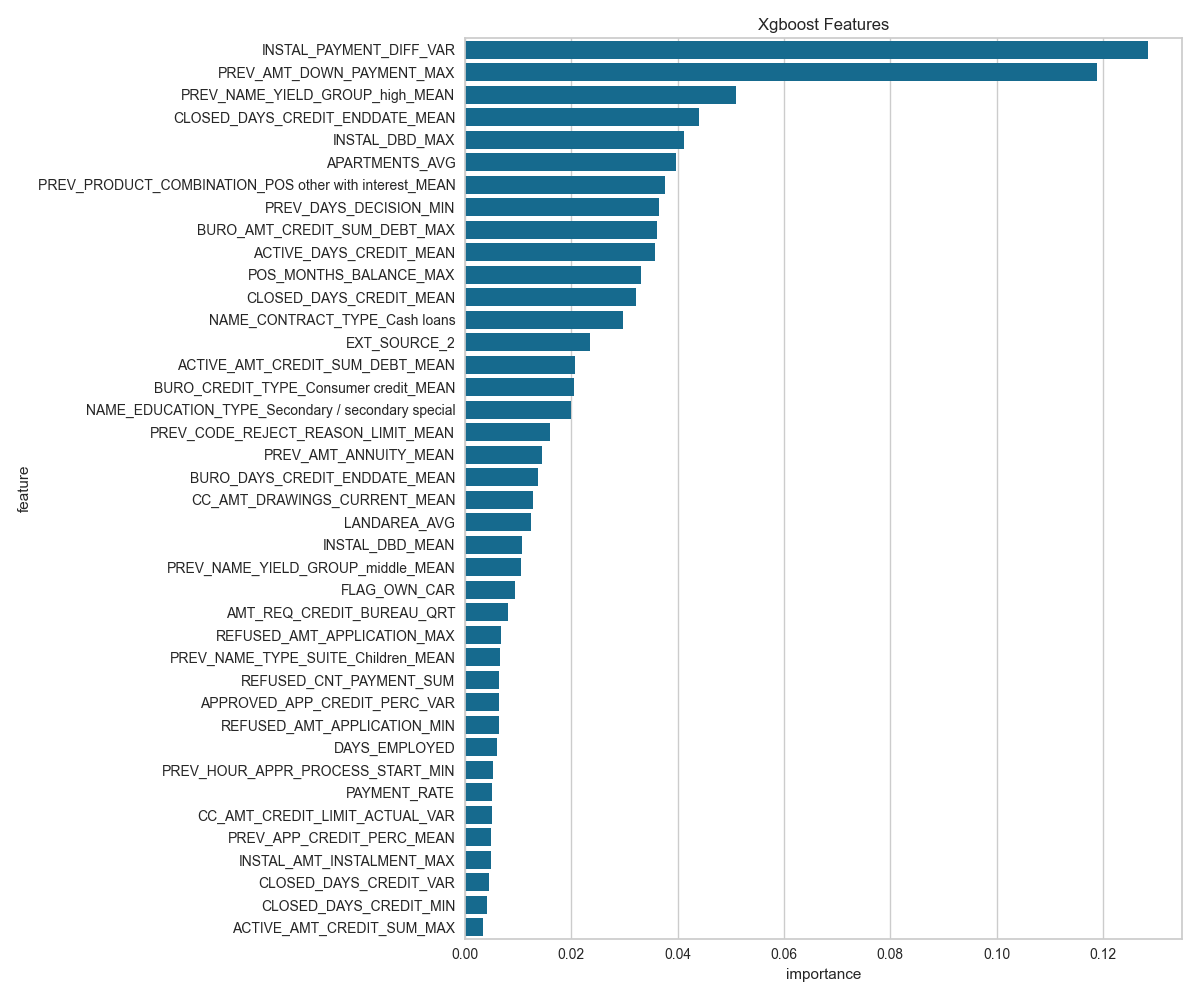 Xgboost Features
INSTAL_PAYMENT_DIFF_VAR
PREV_AMT_DOWN_PAYMENT_MAX
PREV_NAME_YIELD_GROUP_high_MEAN
CLOSED_DAYS_CREDIT_ENDDATE_MEAN
INSTAL_DBD_MAX
APARTMENTS_AVG
PREV_PRODUCT_COMBINATION_POS other with interest_MEAN
PREV_DAYS_DECISION_MIN
BURO_AMT_CREDIT_SUM_DEBT_MAX
ACTIVE_DAYS_CREDIT_MEAN
POS_MONTHS_BALANCE_MAX
CLOSED_DAYS_CREDIT_MEAN
NAME_CONTRACT_TYPE_Cash loans
EXT_SOURCE_2
ACTIVE_AMT_CREDIT_SUM_DEBT_MEAN
BURO_CREDIT_TYPE_Consumer credit_MEAN
NAME_EDUCATION_TYPE_Secondary / secondary special
PREV_CODE_REJECT_REASON_LIMIT_MEAN
PREV_AMT_ANNUITY_MEAN
BURO_DAYS_CREDIT_ENDDATE_MEAN
CC_AMT_DRAWINGS_CURRENT_MEAN
LANDAREA_AVG
INSTAL_DBD_MEAN
PREV_NAME_YIELD_GROUP_middle_MEAN
FLAG_OWN_CAR
AMT_REQ_CREDIT_BUREAU_QRT
REFUSED_AMT_APPLICATION_MAX
PREV_NAME_TYPE_SUITE_Children_MEAN
REFUSED_CNT_PAYMENT_SUM
APPROVED_APP_CREDIT_PERC_VAR
REFUSED_AMT_APPLICATION_MIN
DAYS_EMPLOYED
PREV_HOUR_APPR_PROCESS_START_MIN
PAYMENT_RATE
CC_AMT_CREDIT_LIMIT_ACTUAL_VAR
PREV_APP_CREDIT_PERC_MEAN
INSTAL_AMT_INSTALMENT_MAX
CLOSED_DAYS_CREDIT_VAR
CLOSED_DAYS_CREDIT_MIN
ACTIVE_AMT_CREDIT_SUM_MAX
feature
0.00 0.02 0.04 0.06 0.08 0.10 0.12
importance